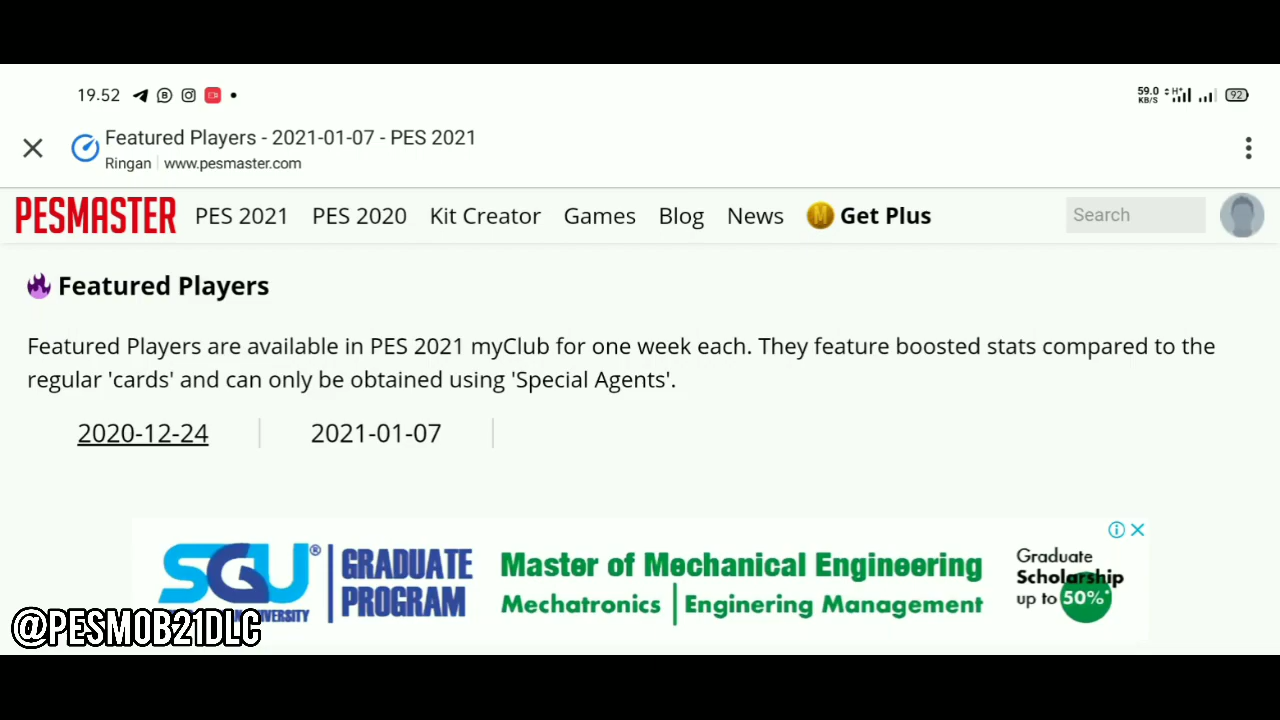 19.52
59.0
KB/S
H+
92
Featured Players - 2021-01-07 - PES 2021
Ringan | www.pesmaster.com
PESMASTER PES 2021 PES 2020 Kit Creator Games Blog News M Get Plus Search
Featured Players
Featured Players are available in PES 2021 myClub for one week each. They feature boosted stats compared to the
regular 'cards' and can only be obtained using 'Special Agents'.
2020-12-24 2021-01-07
SGU® GRADUATE
PROGRAM
Master of Mechanical Engineering
Mechatronics | Enginering Management
Graduate
Scholarship
up to 50%*
@PESMOB21DLC